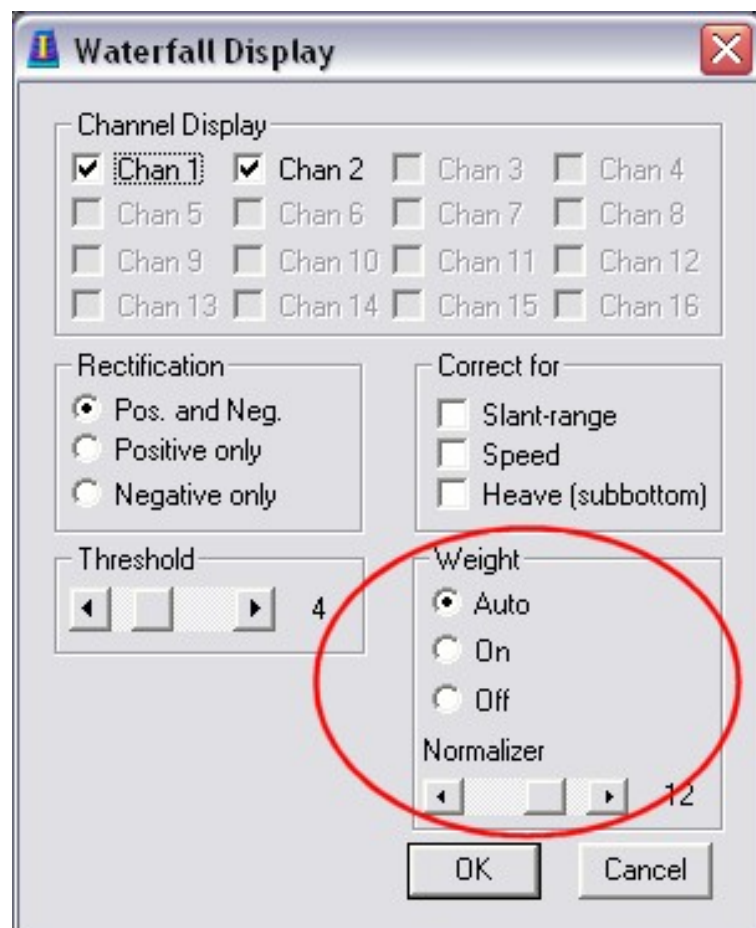 Waterfall Display
Channel Display
Chan 1 Chan 2 Chan 3 Chan 4
Chan 5 Chan 6 Chan 7 Chan 8
Chan 9 Chan 10 Chan 11 Chan 12
Chan 13 Chan 14 Chan 15 Chan 16
Rectification
Pos. and Neg.
Positive only
Negative only
Correct for
Slant-range
Speed
Heave (subbottom)
Threshold
4
Weight
Auto
On
Off
Normalizer
12
OK Cancel